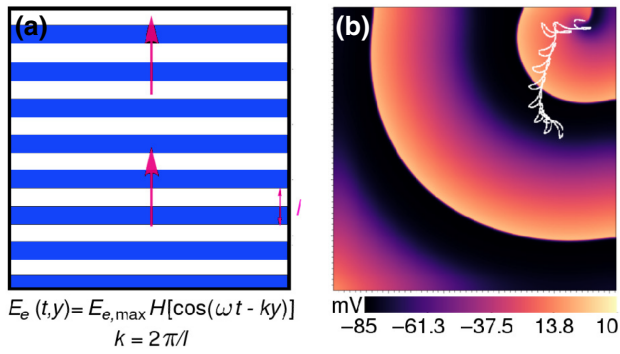 (a)
l
E_e (t,y)= E_e,max H[cos(ωt - ky)]
k = 2π/l
(b)
mV
−85 −61.3 −37.5 13.8 10